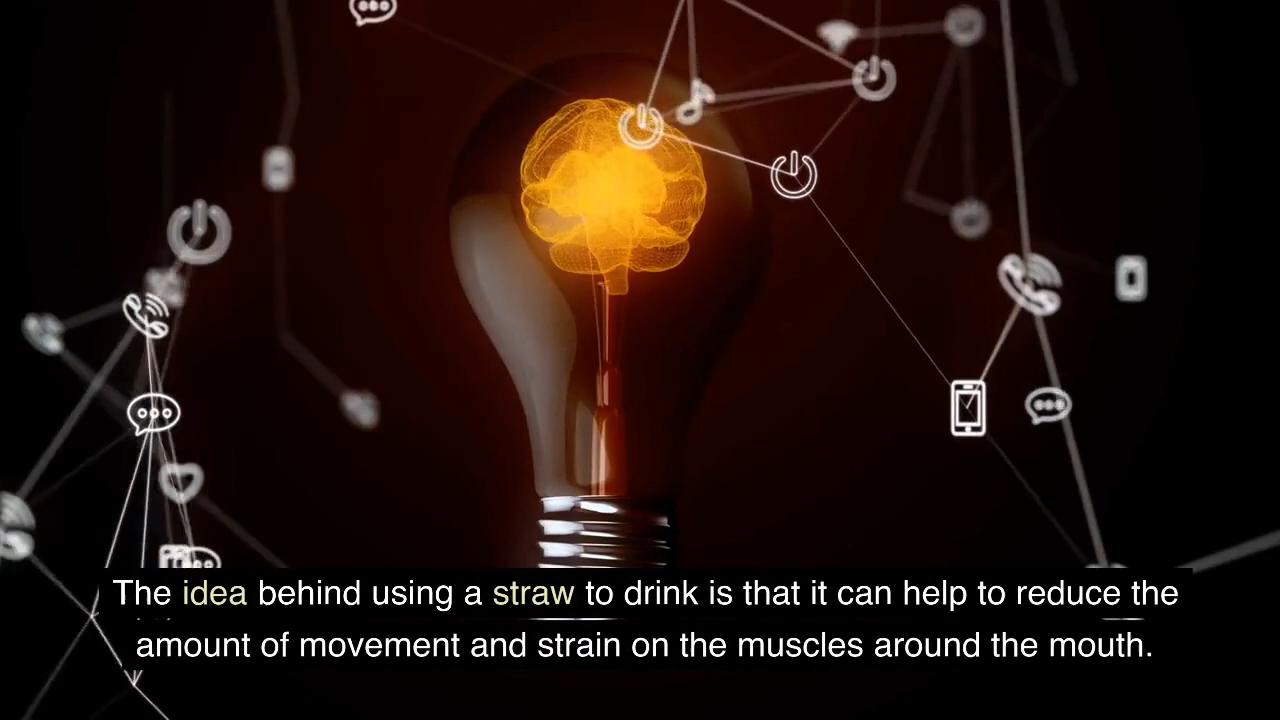 The idea behind using a straw to drink is that it can help to reduce the
amount of movement and strain on the muscles around the mouth.